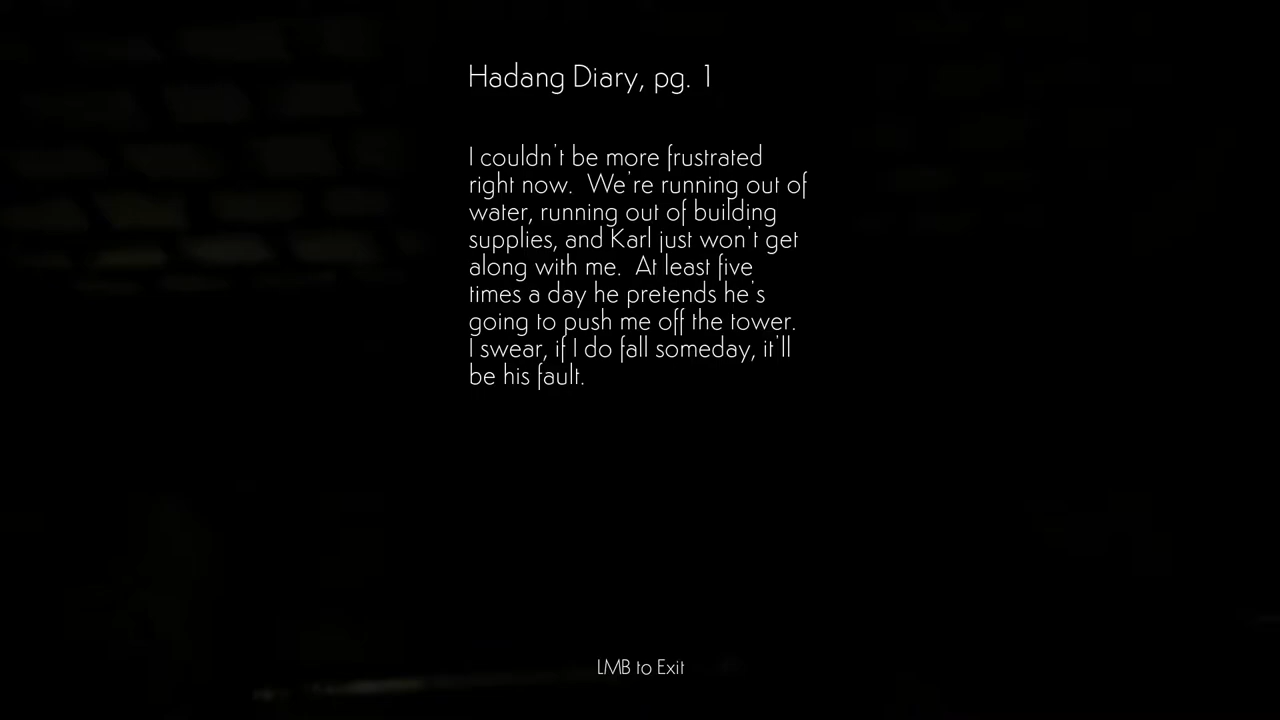 Hadang Diary, pg. 1
I couldn't be more frustrated
right now.  We're running out of
water, running out of building
supplies, and Karl just won't get
along with me.  At least five
times a day he pretends he's
going to push me off the tower.
I swear, if I do fall someday, it'll
be his fault.
LMB to Exit